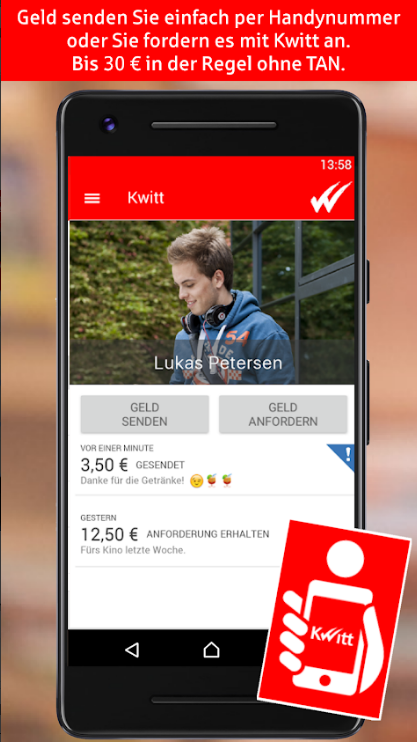 Geld senden Sie einfach per Handynummer
oder Sie fordern es mit Kwitt an.
Bis 30 € in der Regel ohne TAN.
13:58
Kwitt
Lukas Petersen
GELD
SENDEN
GELD
ANFORDERN
VOR EINER MINUTE
3,50 € GESENDET
!
Danke für die Getränke! 😊🍹🍹
GESTERN
12,50 € ANFORDERUNG ERHALTEN
Fürs Kino letzte Woche.
Kwitt